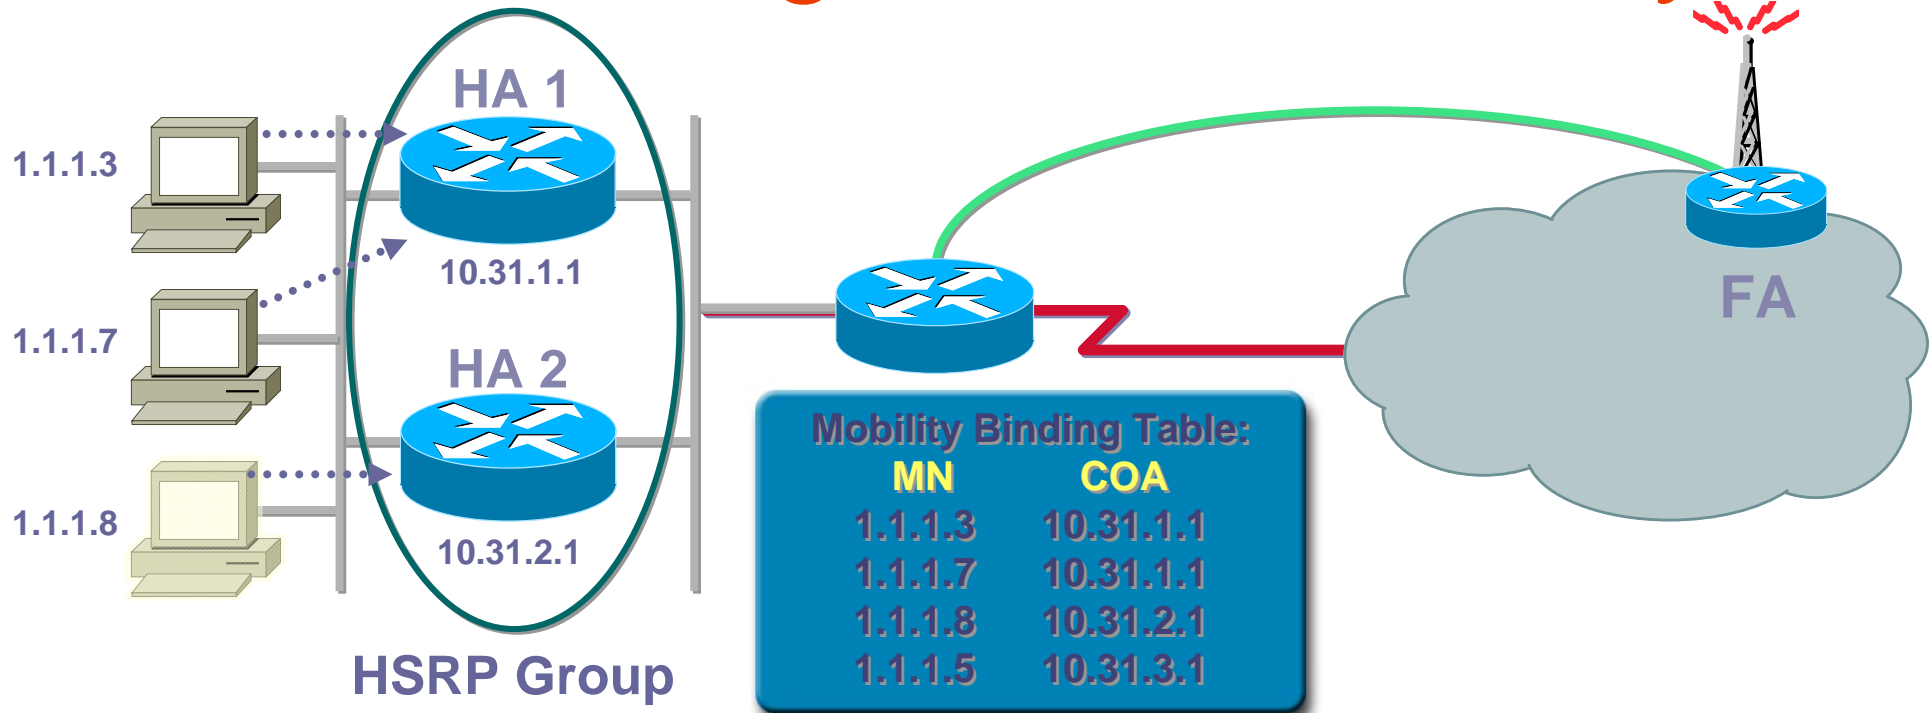 HA 1
1.1.1.3
10.31.1.1
1.1.1.7
HA 2
1.1.1.8
10.31.2.1
HSRP Group
FA
Mobility Binding Table:
MN COA
1.1.1.3 10.31.1.1
1.1.1.7 10.31.1.1
1.1.1.8 10.31.2.1
1.1.1.5 10.31.3.1